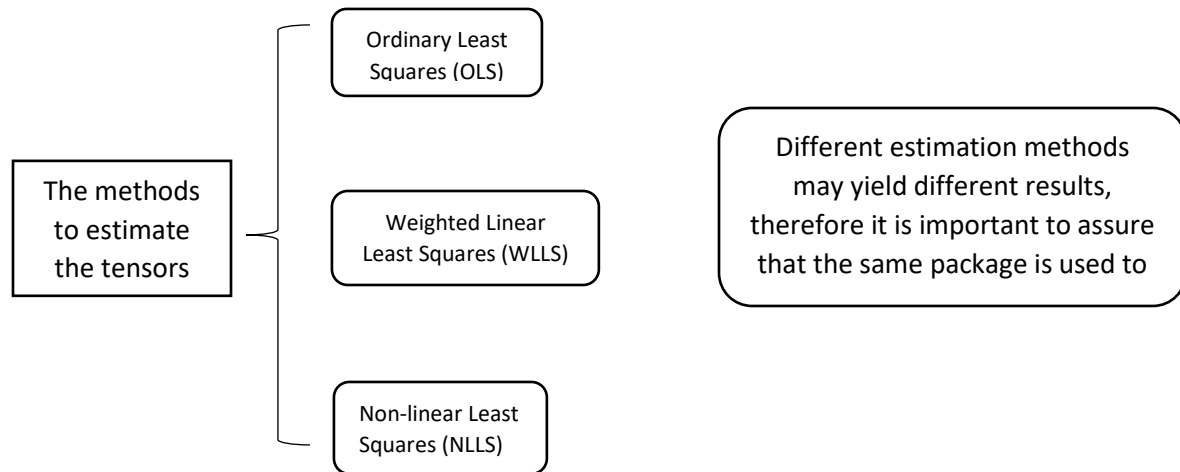 Ordinary Least
Squares (OLS)
The methods
to estimate
the tensors
Weighted Linear
Least Squares (WLLS)
Non-linear Least
Squares (NLLS)
Different estimation methods
may yield different results,
therefore it is important to assure
that the same package is used to